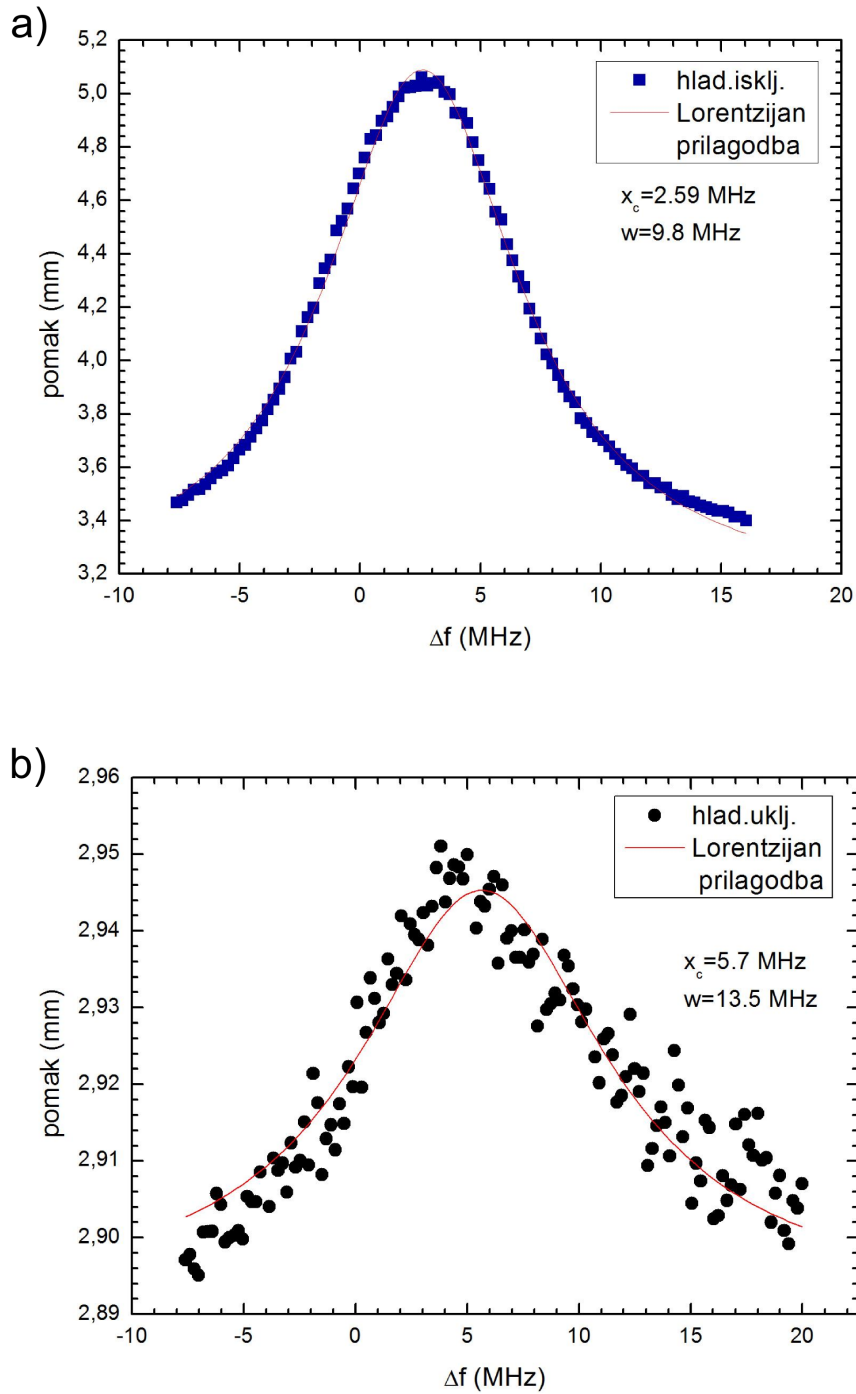 a)
5,2
5,0
4,8
4,6
4,4
4,2
4,0
3,8
3,6
3,4
3,2
pomak (mm)
hlad.isklj.
Lorentzijan
prilagodba
x_c=2.59 MHz
w=9.8 MHz
-10 -5 0 5 10 15 20
Δf (MHz)
b)
2,96
2,95
2,94
2,93
2,92
2,91
2,90
2,89
pomak (mm)
hlad.uklj.
Lorentzijan
prilagodba
x_c=5.7 MHz
w=13.5 MHz
-10 -5 0 5 10 15 20
Δf (MHz)